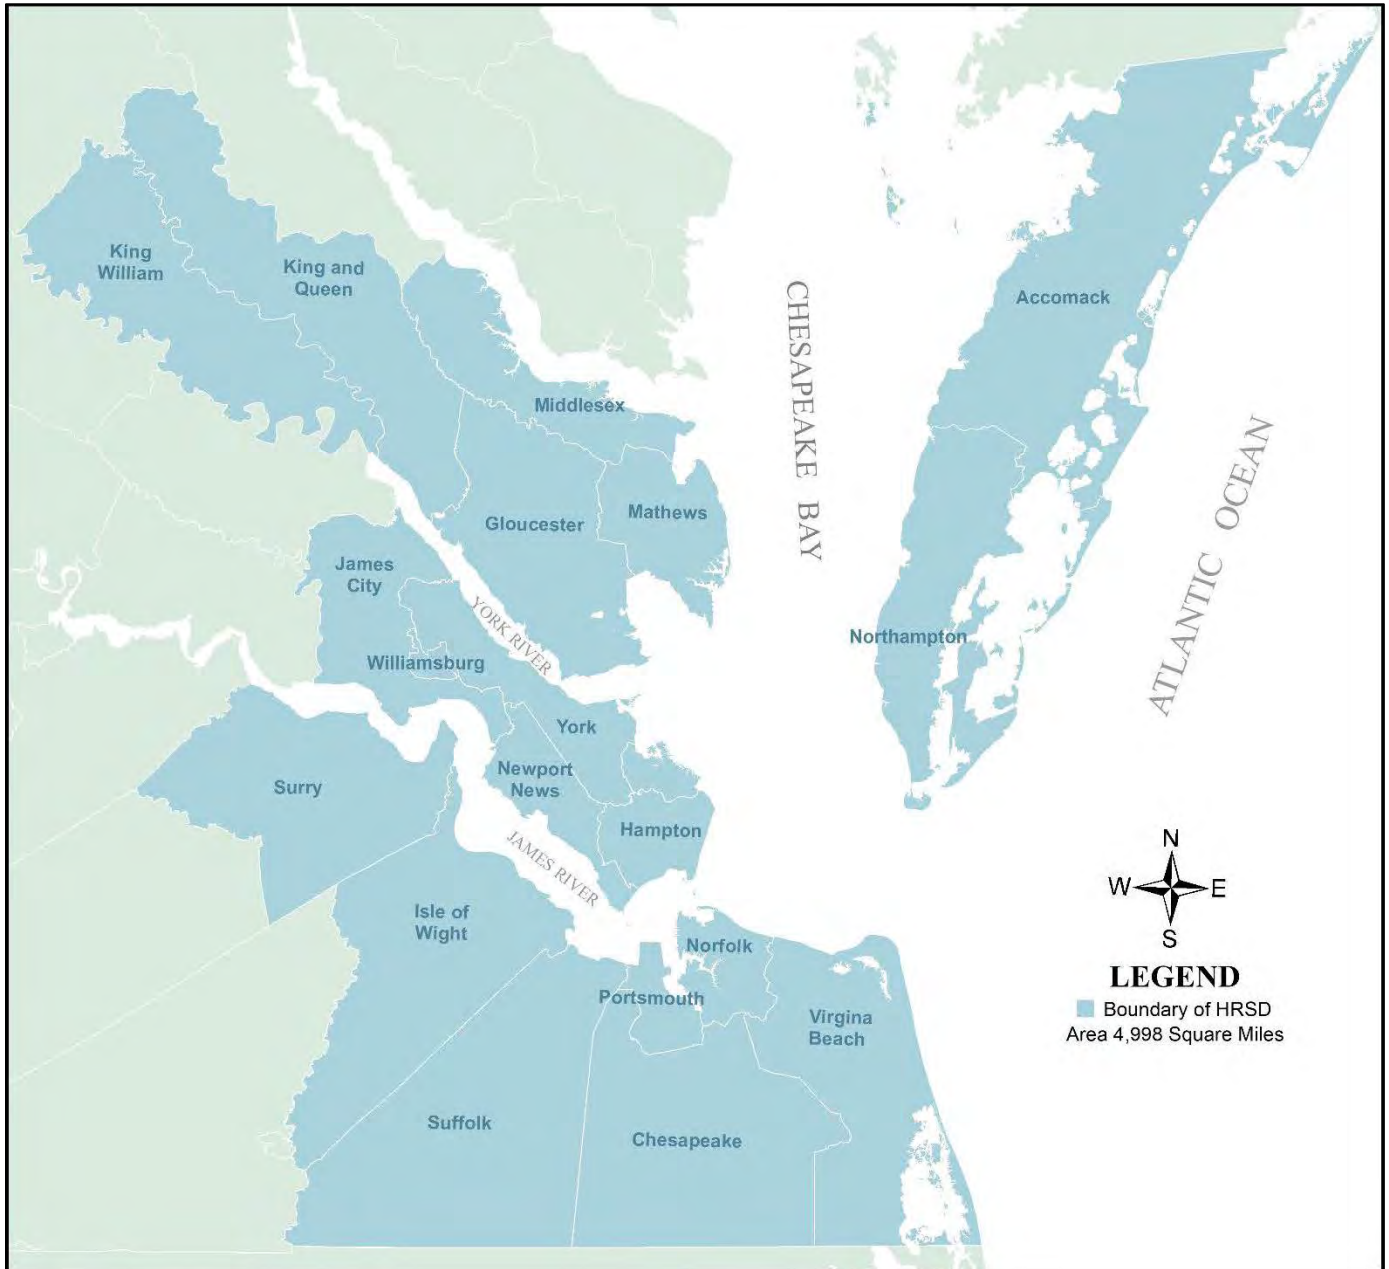 King
William
King and
Queen
Accomack
CHESAPEAKE BAY
Middlesex
ATLANTIC OCEAN
Mathews
Gloucester
James
City
YORK RIVER
Northampton
Williamsburg
York
Newport
News
Surry
Hampton
JAMES RIVER
N
W
E
S
Isle of
Wight
Norfolk
LEGEND
Portsmouth
Boundary of HRSD
Virgina
Beach
Area 4,998 Square Miles
Suffolk
Chesapeake